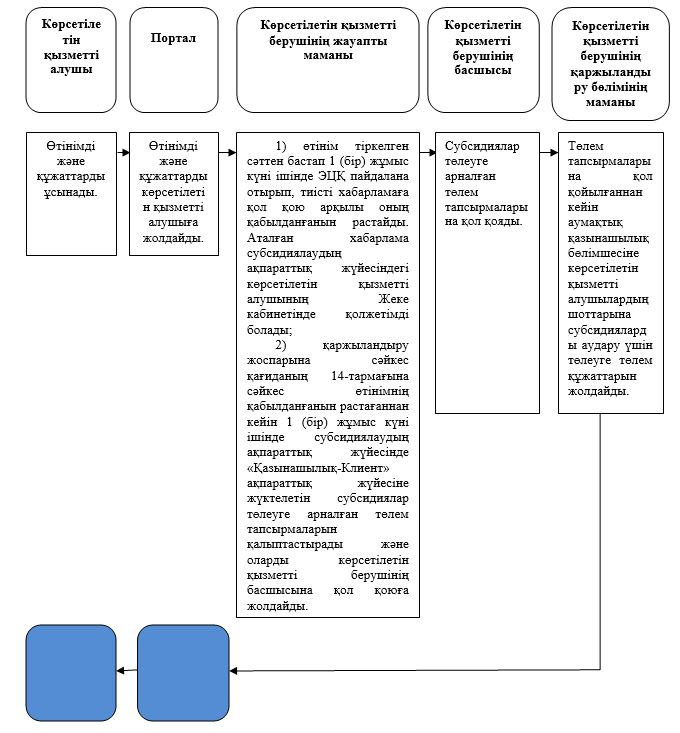 Көрсетіле
тін
қызметті
алушы
Портал
Көрсетілетін қызметті
берушінің жауапты
маманы
Көрсетілетін
қызметті
берушінің
басшысы
Көрсетілетін
қызметті
берушінің
қаржыланды
ру бөлімінің
маманы
Өтінімді
және
құжаттарды
ұсынады.
Өтінімді
және
құжаттарды
көрсетілеті
н қызметті
алушыға
жолдайды.
1) өтінім тіркелген
сәттен бастап 1 (бір) жұмыс
күні ішінде ЭЦҚ пайдалана
отырып, тиісті хабарламаға
қол қою арқылы оның
қабылданғанын растайды.
Аталған хабарлама
субсидиялаудың
ақпараттық жүйесіндегі
көрсетілетін қызметті
алушының Жеке
кабинетінде қолжетімді
болады;
2) қаржыландыру
жоспарына сәйкес
қағиданың 14-тармағына
сәйкес өтінімнің
қабылданғанын растағаннан
кейін 1 (бір) жұмыс күні
ішінде субсидиялаудың
ақпараттық жүйесінде
«Қазынашылық-Клиент»
ақпараттық жүйесіне
жүктелетін субсидиялар
төлеуге арналған төлем
тапсырмаларын
қалыптастырады және
оларды көрсетілетін
қызметті берушінің
басшысына қол қоюға
жолдайды.
Субсидиялар
төлеуге
арналған
төлем
тапсырмалары
на қол қояды.
Төлем
тапсырмалары
на қол
қойылғаннан
кейін
аумақтық
қазынашылық
бөлімшесіне
көрсетілетін
қызметті
алушылардың
шоттарына
субсидиялард
ы аудару үшін
төлеуге төлем
құжаттарын
жолдайды.